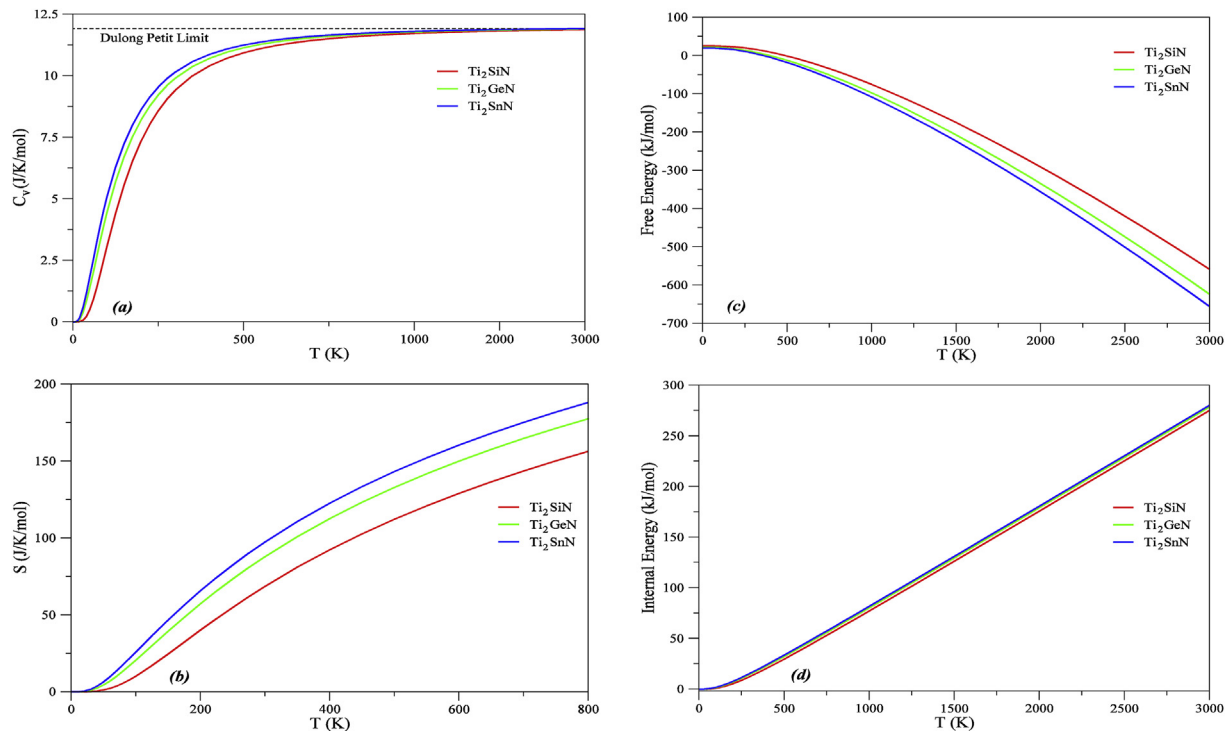 12.5
10
7.5
5
2.5
0
C_v(J/K/mol)
Dulong Petit Limit
Ti₂SiN
Ti₂GeN
Ti₂SnN
(a)
0 500 1000 2000 3000
T (K)
0
-100
-200
-300
-400
-500
-600
-700
Free Energy (kJ/mol)
Ti₂SiN
Ti₂GeN
Ti₂SnN
(c)
0 500 1000 1500 2000 2500 3000
T (K)
200
150
100
50
0
S (J/K/mol)
Ti₂SiN
Ti₂GeN
Ti₂SnN
(b)
0 200 400 600 800
T (K)
300
250
200
150
100
50
0
Internal Energy (kJ/mol)
Ti₂SiN
Ti₂GeN
Ti₂SnN
(d)
0 500 1000 1500 2000 2500 3000
T (K)